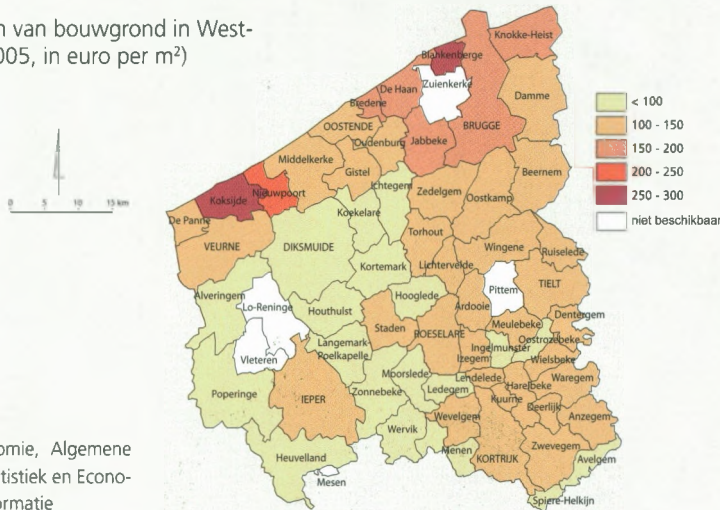 n van bouwgrond in West-
005, in euro per m²)
Knokke-Heist
Blankenberge
Zuienkerke
De Haan
Bredene
Damme
OOSTENDE
BRUGGE
Oudenburg
Jabbeke
Middelkerke
Gistel
Beernem
Ichtegem
Zedelgem
Oostkamp
Nieuwpoort
Koksijde
Koekelare
De Panne
Torhout
VEURNE
DIKSMUIDE
Wingene
Ruiselede
Kortemark
Lichtervelde
Pittem
TIELT
Alveringem
Lo-Reninge
Hooglede
Ardooie
Houthulst
Dentergem
Staden
Meulebeke
ROESELARE
Oostrozebeke
Langemark-
Poelkapelle
Ingelmunster
Izegem
Wielsbeke
Vleteren
Moorslede
Lendelede
Waregem
Poperinge
IEPER
Zonnebeke
Ledegem
Harelbeke
Kuurne
Deerlijk
Wevelgem
Anzegem
Wervik
Zwevegem
Menen
KORTRIJK
Heuvelland
Avelgem
Mesen
Spiere-Helkijn
< 100
100 - 150
150 - 200
200 - 250
250 - 300
niet beschikbaar
0 5 10 15 km
omie, Algemene
tistiek en Econo-
ormatie